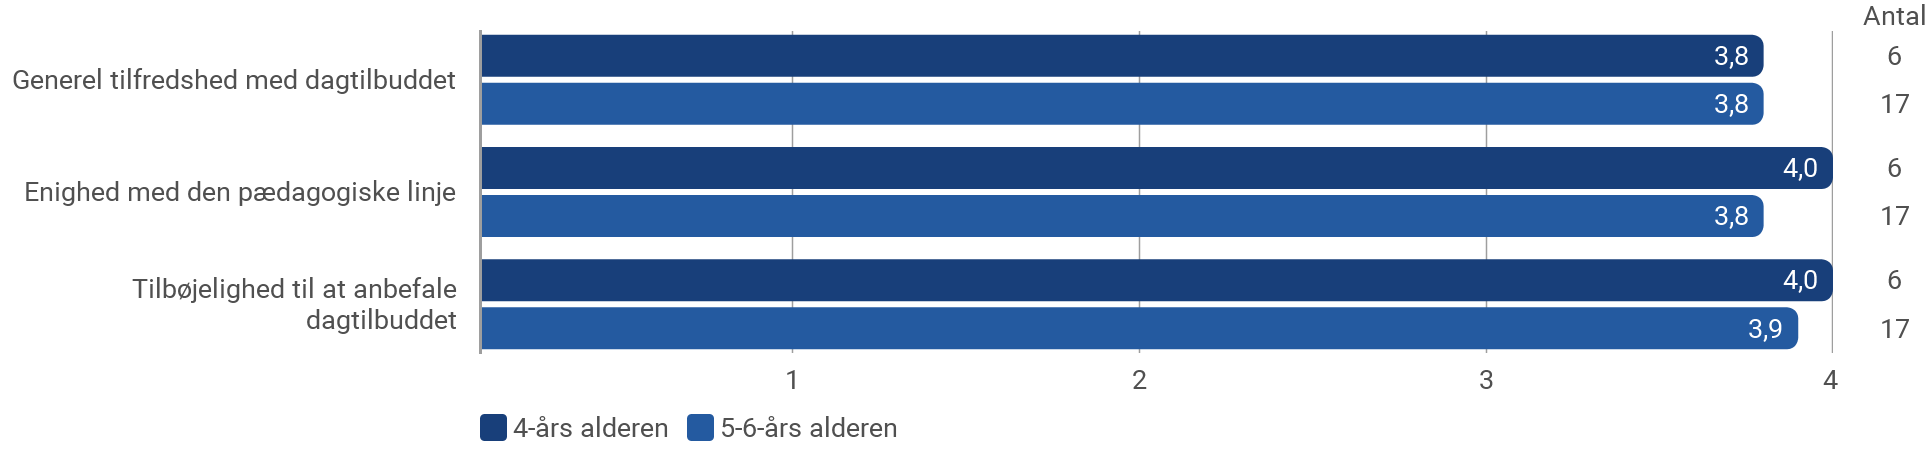 Antal
Generel tilfredshed med dagtilbuddet
3,8
6
3,8
17
Enighed med den pædagogiske linje
4,0
6
3,8
17
Tilbøjelighed til at anbefale
dagtilbuddet
4,0
6
3,9
17
1 2 3 4
4-års alderen 5-6-års alderen